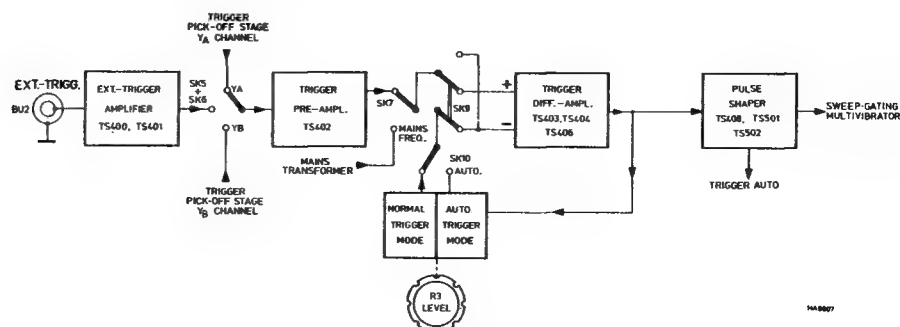 TRIGGER
PICK-OFF STAGE
YA CHANNEL
EXT.-TRIGG.
BU2
EXT.-TRIGGER
AMPLIFIER
TS400, TS401
SK5
+
SK6
YA
YB
TRIGGER
PICK-OFF STAGE
YB CHANNEL
TRIGGER
PRE-AMPL.
TS402
SK7
MAINS
FREQ.
MAINS
TRANSFORMER
SK9
SK10
AUTO.
NORMAL
TRIGGER
MODE
AUTO.
TRIGGER
MODE
R3
LEVEL
+
−
TRIGGER
DIFF.-AMPL.
TS403,TS404
TS406
PULSE
SHAPER
TS408, TS501
TS502
SWEEP-GATING
MULTIVIBRATOR
TRIGGER AUTO